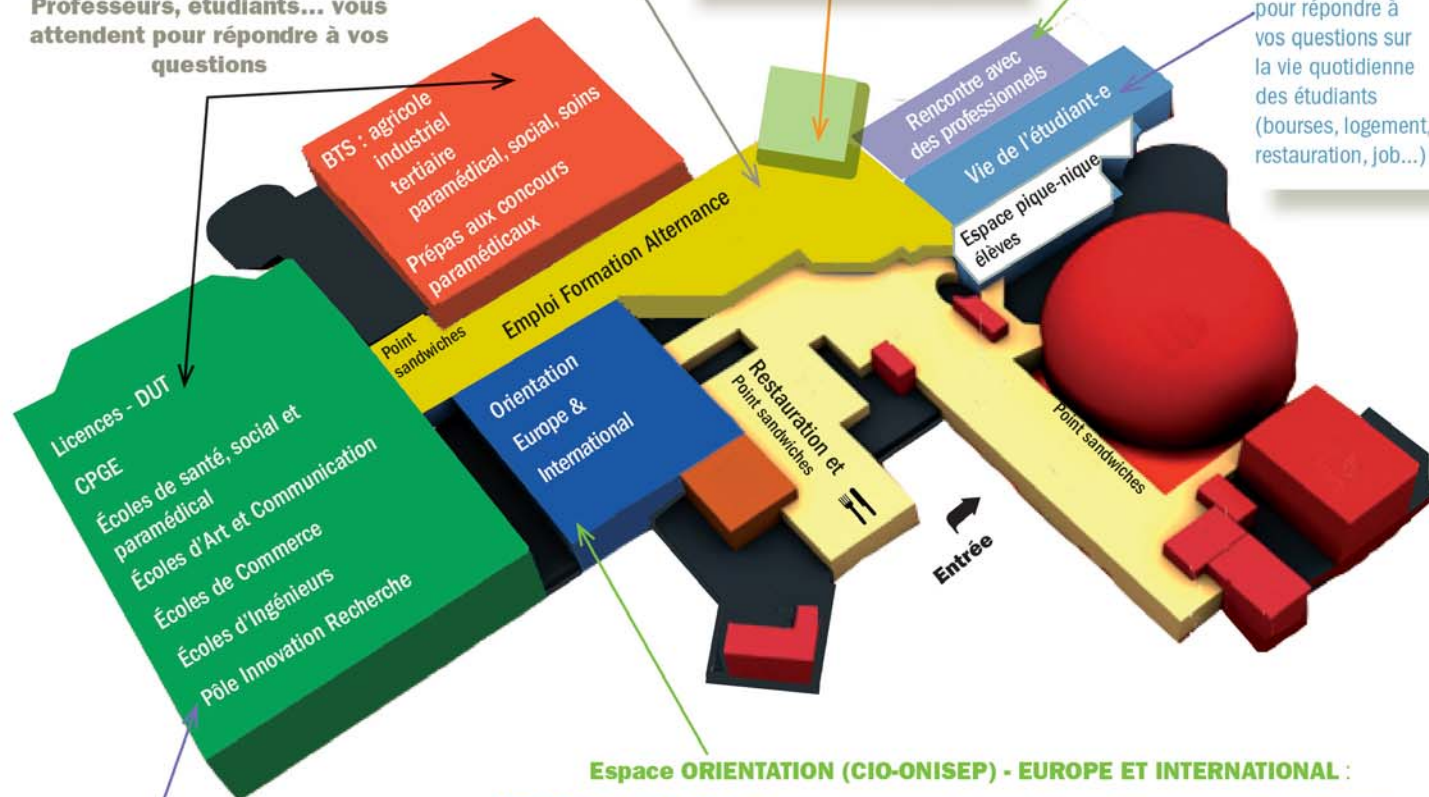 Professeurs, étudiants... vous
attendent pour répondre à vos
questions
pour répondre à
vos questions sur
la vie quotidienne
des étudiants
(bourses, logement,
restauration, job...)
BTS : agricole
industriel
tertiaire
paramédical, social, soins
Prépas aux concours
paramédicaux
Rencontre avec
des professionnels
Vie de l'étudiant-e
Espace pique-nique
élèves
Emploi Formation Alternance
Point
sandwiches
Orientation
Europe &
International
Restauration et
Point sandwiches
Point sandwiches
Entrée
Licences - DUT
CPGE
Écoles de santé, social et
paramédical
Écoles d'Art et Communication
Écoles de Commerce
Écoles d'Ingénieurs
Pôle Innovation Recherche
Espace ORIENTATION (CIO-ONISEP) - EUROPE ET INTERNATIONAL :